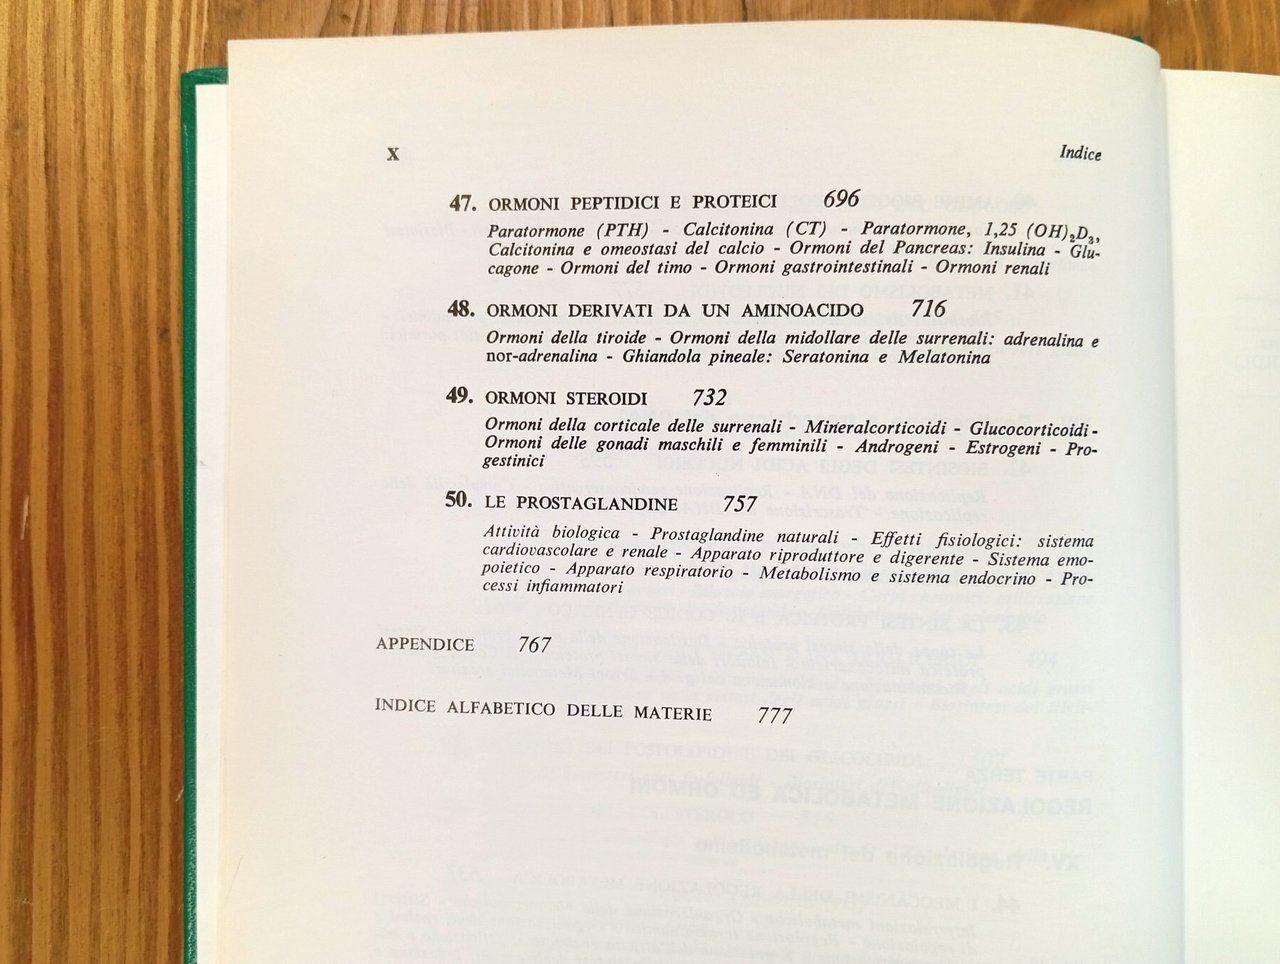 X Indice
47. ORMONI PEPTIDICI E PROTEICI 696
Paratormone (PTH) - Calcitonina (CT) - Paratormone, 1,25 (OH)₂D₃,
Calcitonina e omeostasi del calcio - Ormoni del Pancreas: Insulina - Glu-
cagone - Ormoni del timo - Ormoni gastrointestinali - Ormoni renali
48. ORMONI DERIVATI DA UN AMINOACIDO 716
Ormoni della tiroide - Ormoni della midollare delle surrenali: adrenalina e
nor-adrenalina - Ghiandola pineale: Seratonina e Melatonina
49. ORMONI STEROIDI 732
Ormoni della corticale delle surrenali - Mineralcorticoidi - Glucocorticoidi -
Ormoni delle gonadi maschili e femminili - Androgeni - Estrogeni - Pro-
gestinici
50. LE PROSTAGLANDINE 757
Attività biologica - Prostaglandine naturali - Effetti fisiologici: sistema
cardiovascolare e renale - Apparato riproduttore e digerente - Sistema emo-
poietico - Apparato respiratorio - Metabolismo e sistema endocrino - Pro-
cessi infiammatori
APPENDICE 767
INDICE ALFABETICO DELLE MATERIE 777